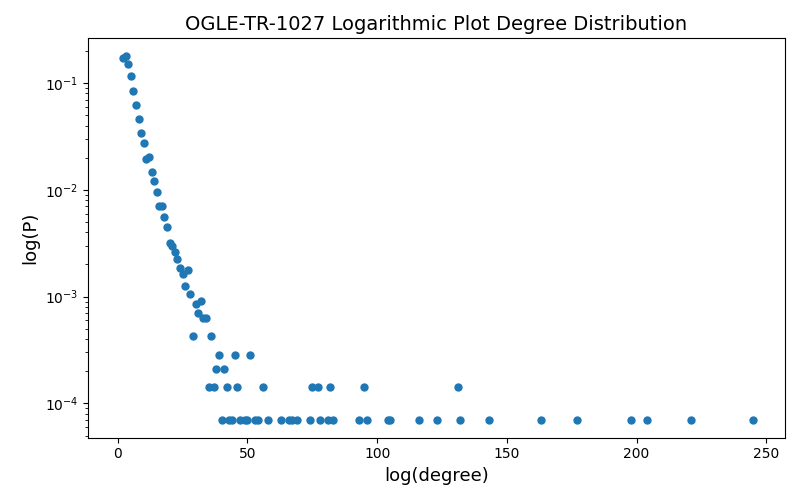 OGLE-TR-1027 Logarithmic Plot Degree Distribution
log(P)
10⁻¹
10⁻²
10⁻³
10⁻⁴
0 50 100 150 200 250
log(degree)